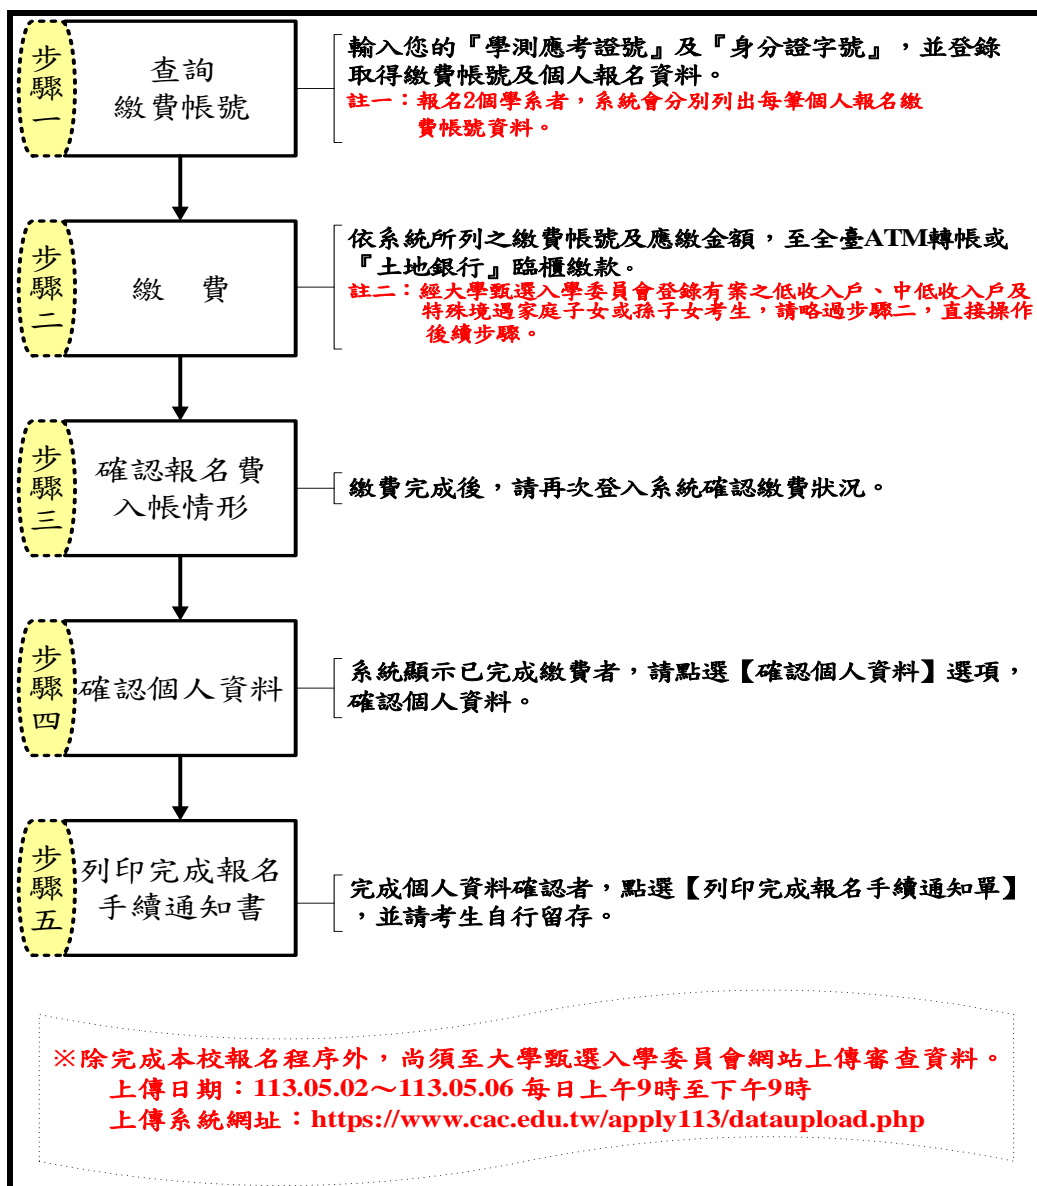 步驟一
查詢
繳費帳號
輸入您的『學測應考證號』及『身分證字號』，並登錄
取得繳費帳號及個人報名資料。
註一：報名2個學系者，系統會分別列出每筆個人報名繳
費帳號資料。
步驟二
繳　費
依系統所列之繳費帳號及應繳金額，至全臺ATM轉帳或
『土地銀行』臨櫃繳款。
註二：經大學甄選入學委員會登錄有案之低收入戶、中低收入戶及
特殊境遇家庭子女或孫子女考生，請略過步驟二，直接操作
後續步驟。
步驟三
確認報名費
入帳情形
繳費完成後，請再次登入系統確認繳費狀況。
步驟四
確認個人資料
系統顯示已完成繳費者，請點選【確認個人資料】選項，
確認個人資料。
步驟五
列印完成報名
手續通知書
完成個人資料確認者，點選【列印完成報名手續通知單】
，並請考生自行留存。
※除完成本校報名程序外，尚須至大學甄選入學委員會網站上傳審查資料。
上傳日期：113.05.02～113.05.06 每日上午9時至下午9時
上傳系統網址：https://www.cac.edu.tw/apply113/dataupload.php